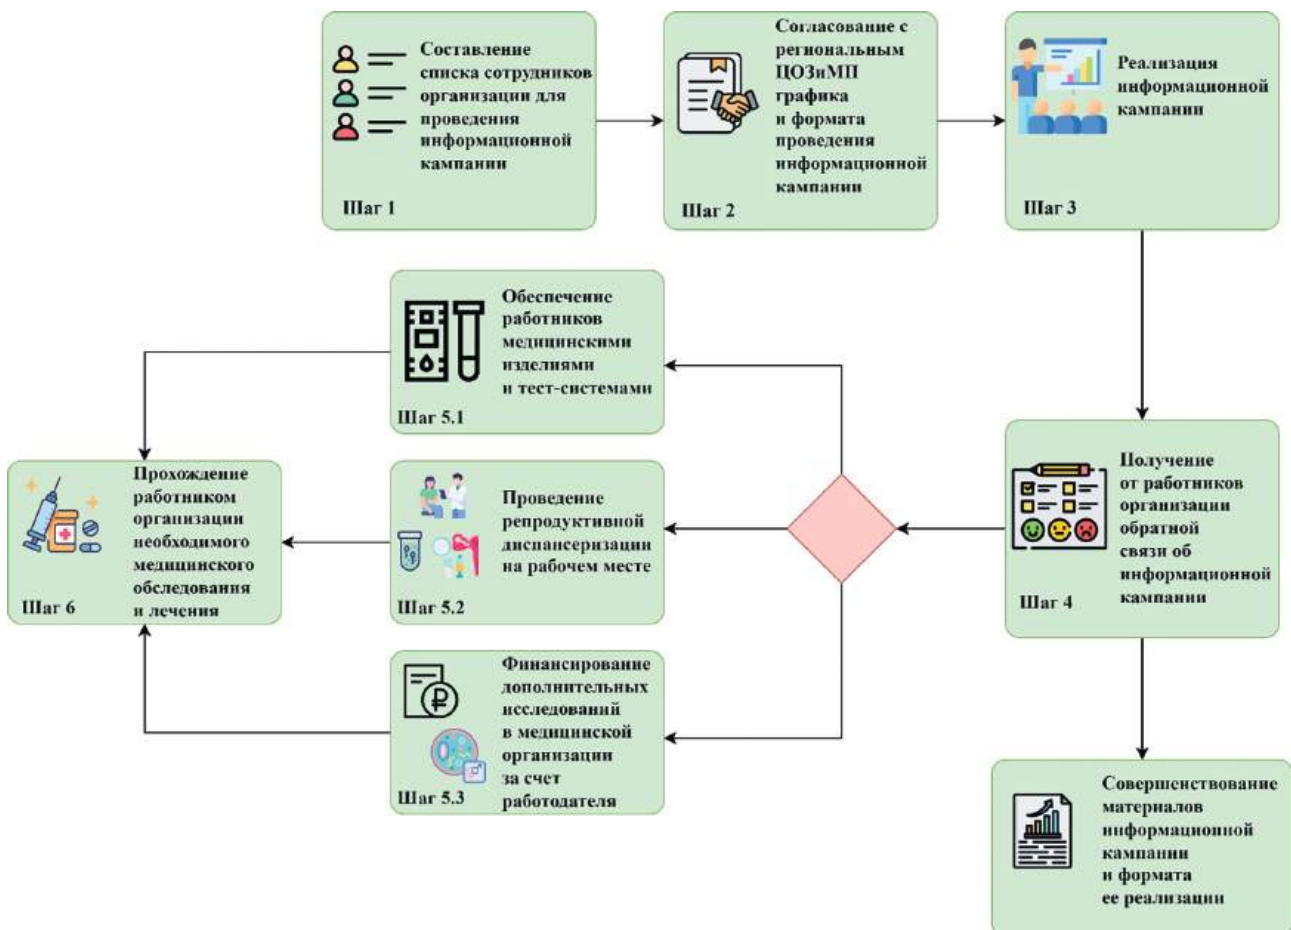 Составление
списка сотрудников
организации для
проведения
информационной
кампании
Шаг 1
Согласование с
региональным
ЦОЗиМП
графика
и формата
проведения
информационной
кампании
Шаг 2
Реализация
информационной
кампании
Шаг 3
Получение
от работников
организации
обратной
связи об
информационной
кампании
Шаг 4
Обеспечение
работников
медицинскими
изделиями
и тест-системами
Шаг 5.1
Проведение
репродуктивной
диспансеризации
на рабочем месте
Шаг 5.2
Финансирование
дополнительных
исследований
в медицинской
организации
за счет
работодателя
Шаг 5.3
Прохождение
работником
организации
необходимого
медицинского
обследования
и лечения
Шаг 6
Совершенствование
материалов
информационной
кампании
и формата
ее реализации